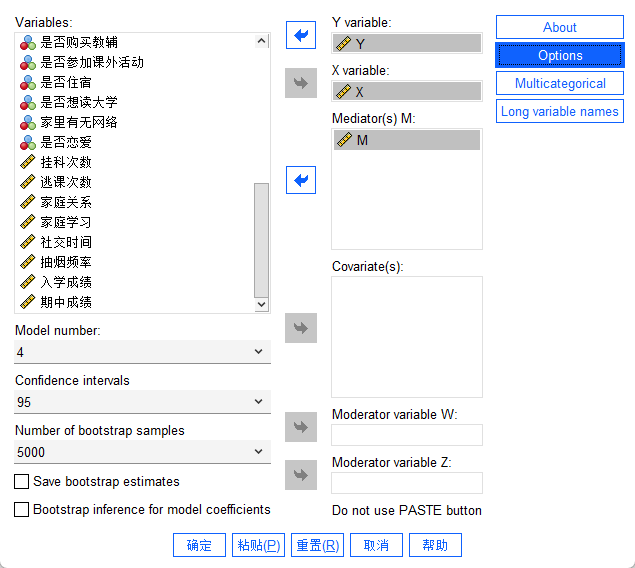 Variables:
是否购买教辅
是否参加课外活动
是否住宿
是否想读大学
家里有无网络
是否恋爱
挂科次数
逃课次数
家庭关系
家庭学习
社交时间
抽烟频率
入学成绩
期中成绩
Model number:
4
Confidence intervals
95
Number of bootstrap samples
5000
Save bootstrap estimates
Bootstrap inference for model coefficients
Y variable:
Y
X variable:
X
Mediator(s) M:
M
Covariate(s):
Moderator variable W:
Moderator variable Z:
Do not use PASTE button
About
Options
Multicategorical
Long variable names
确定
粘贴(P)
重置(R)
取消
帮助